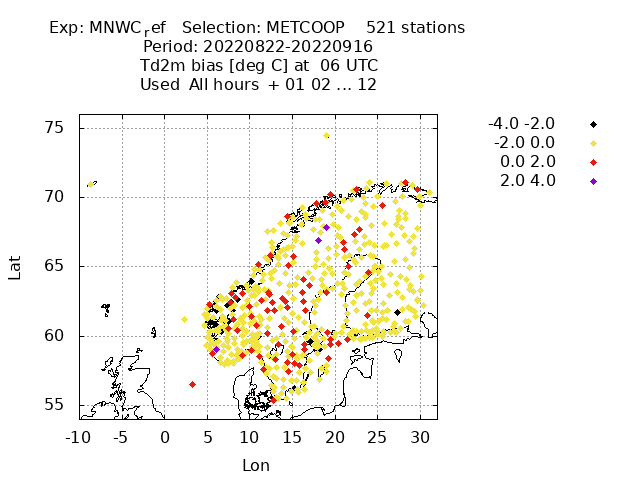 Exp: MNWCref Selection: METCOOP 521 stations
Period: 20220822-20220916
Td2m bias [deg C] at 06 UTC
Used All hours + 01 02 ... 12
-4.0 -2.0
-2.0 0.0
0.0 2.0
2.0 4.0
75
70
65
60
55
Lat
-10 -5 0 5 10 15 20 25 30
Lon